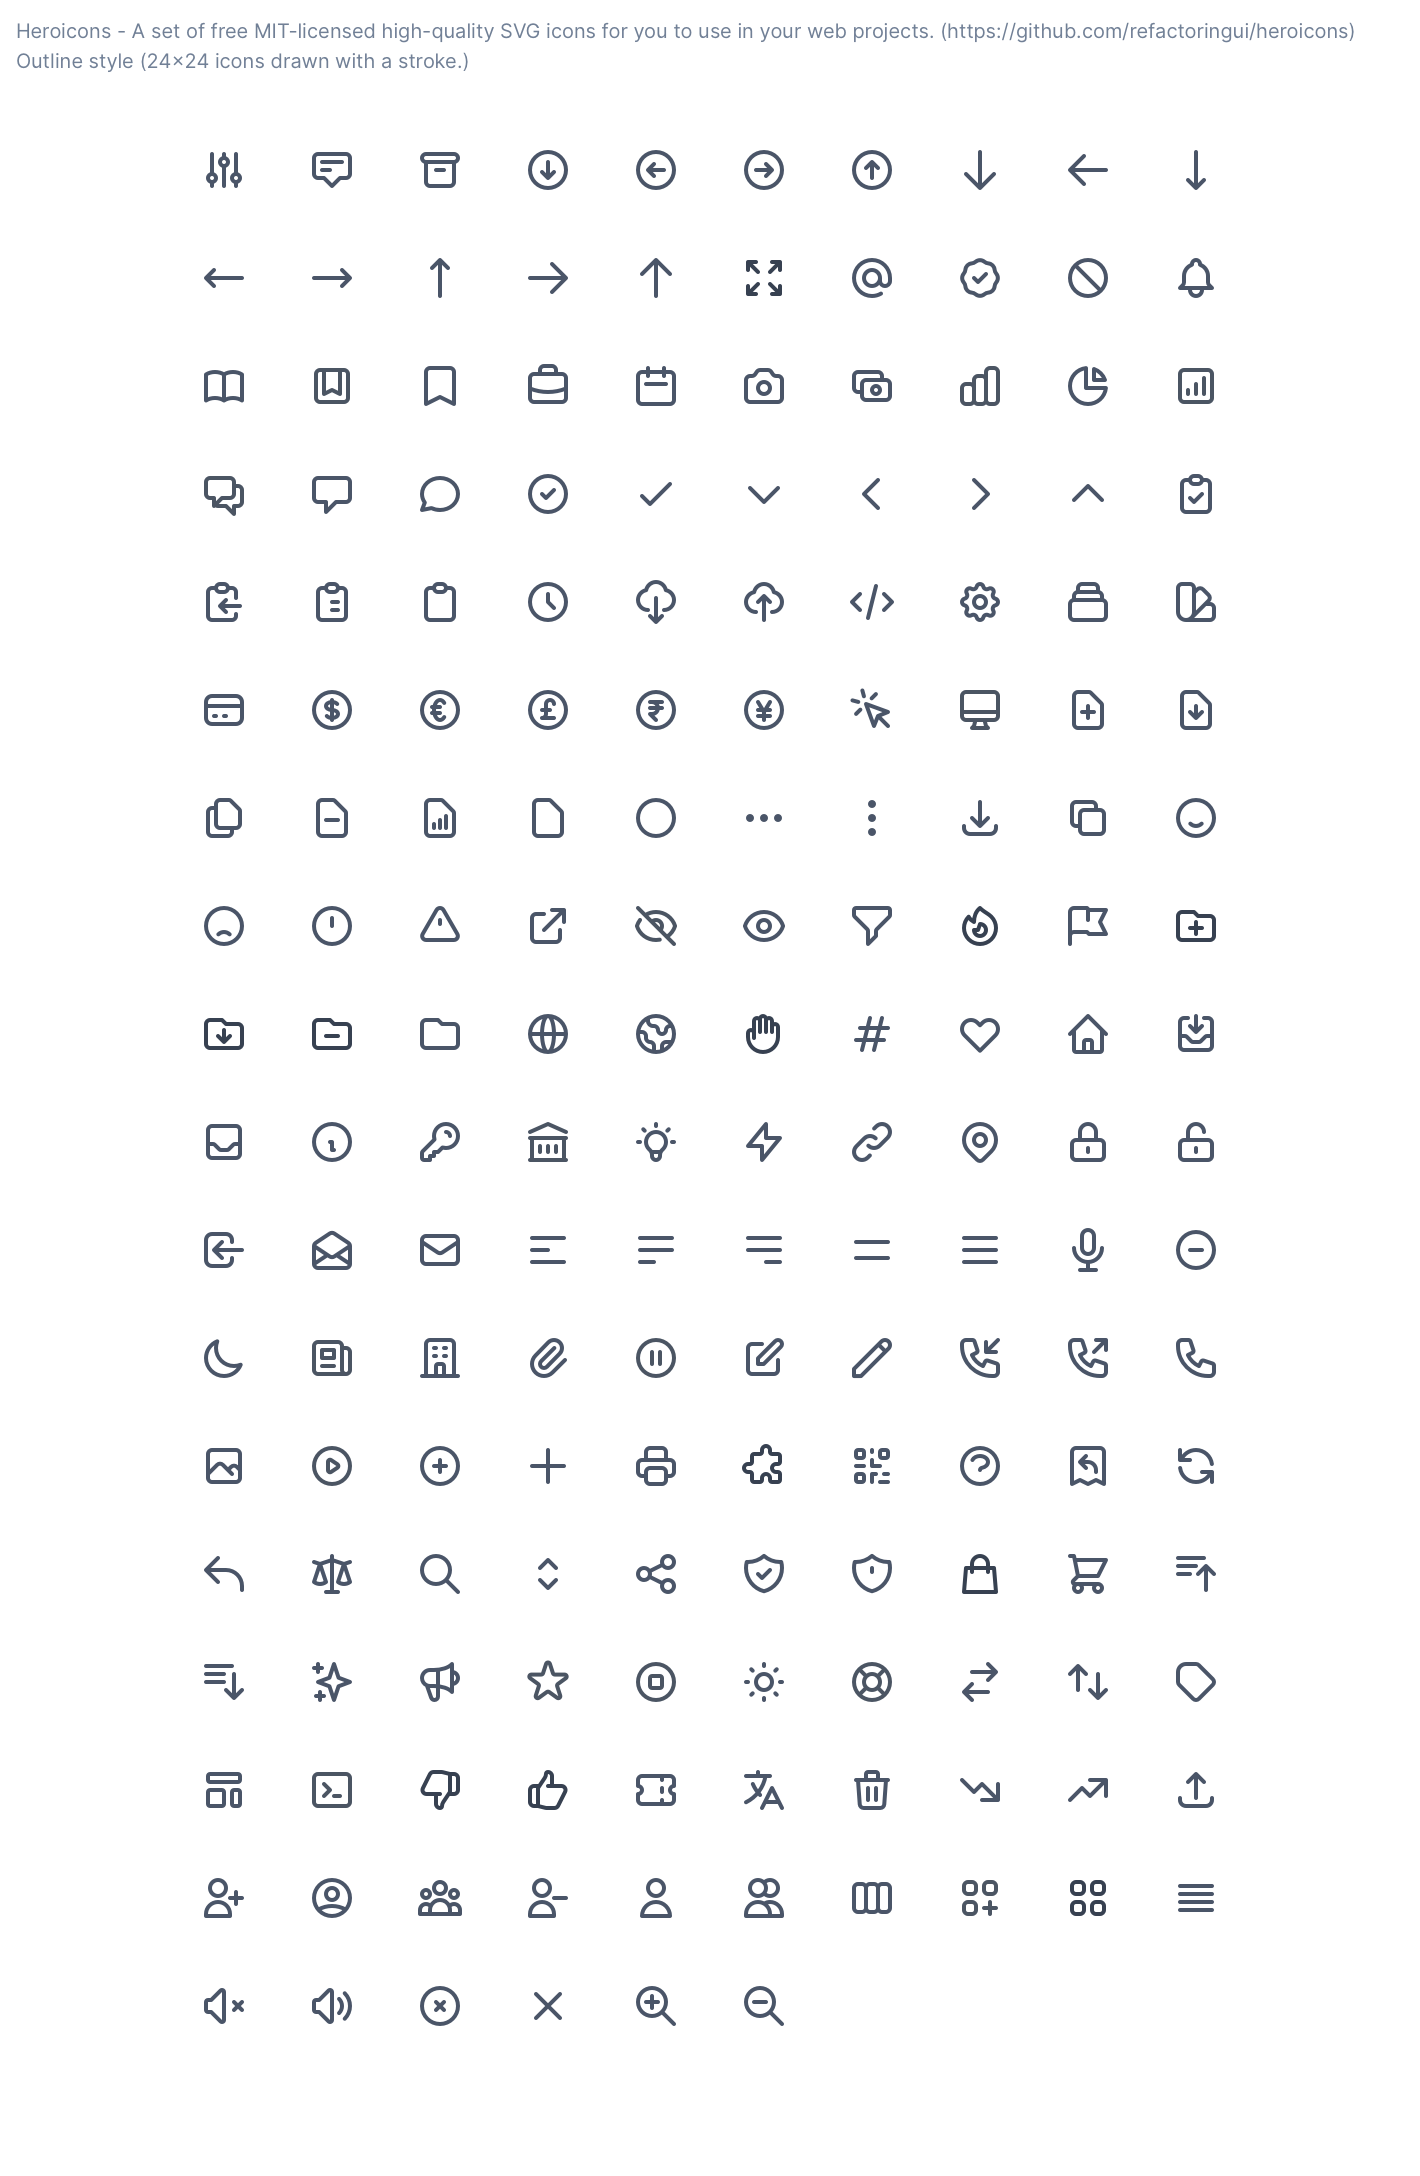 Heroicons - A set of free MIT-licensed high-quality SVG icons for you to use in your web projects. (https://github.com/refactoringui/heroicons)
Outline style (24×24 icons drawn with a stroke.)